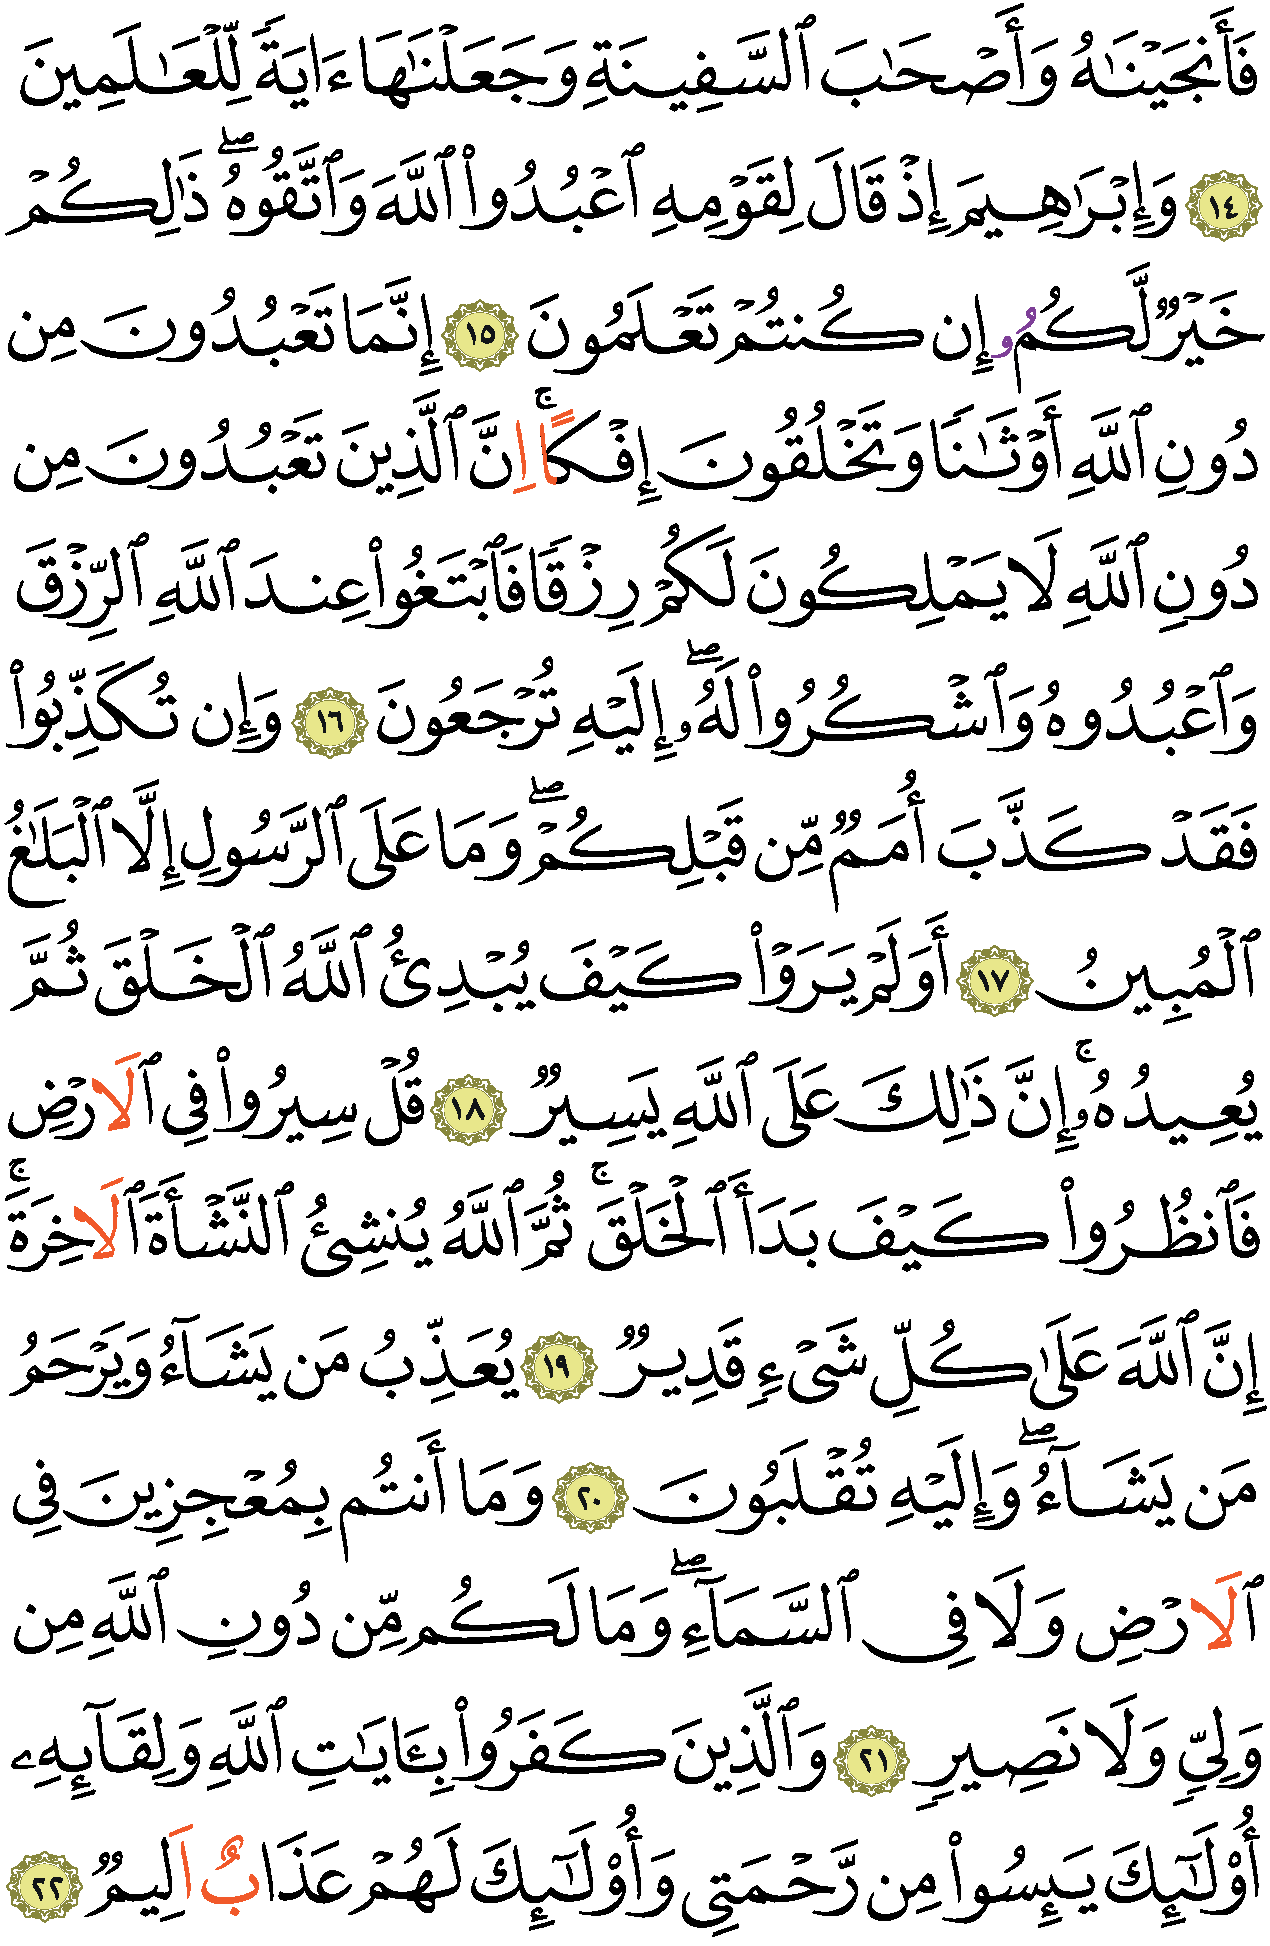 فَأَنجَيْنَٰهُ وَأَصْحَٰبَ ٱلسَّفِينَةِ وَجَعَلْنَٰهَا ءَايَةً لِّلْعَٰلَمِينَ
١٤ وَإِبْرَٰهِيمَ إِذْ قَالَ لِقَوْمِهِ ٱعْبُدُوا۟ ٱللَّهَ وَٱتَّقُوهُ ۖ ذَٰلِكُمْ
خَيْرٌ لَّكُمُۥ إِن كُنتُمْ تَعْلَمُونَ ١٥ إِنَّمَا تَعْبُدُونَ مِن
دُونِ ٱللَّهِ أَوْثَٰنًا وَتَخْلُقُونَ إِفْكًا ۚ اِنَّ ٱلَّذِينَ تَعْبُدُونَ مِن
دُونِ ٱللَّهِ لَا يَمْلِكُونَ لَكُمْ رِزْقًا فَٱبْتَغُوا۟ عِندَ ٱللَّهِ ٱلرِّزْقَ
وَٱعْبُدُوهُ وَٱشْكُرُوا۟ لَهُۥ ۖ إِلَيْهِ تُرْجَعُونَ ١٦ وَإِن تُكَذِّبُوا۟
فَقَدْ كَذَّبَ أُمَمٌ مِّن قَبْلِكُمْ ۖ وَمَا عَلَى ٱلرَّسُولِ إِلَّا ٱلْبَلَٰغُ
ٱلْمُبِينُ ١٧ أَوَلَمْ يَرَوْا۟ كَيْفَ يُبْدِئُ ٱللَّهُ ٱلْخَلْقَ ثُمَّ
يُعِيدُهُۥ ۚ إِنَّ ذَٰلِكَ عَلَى ٱللَّهِ يَسِيرٌ ١٨ قُلْ سِيرُوا۟ فِى ٱلَارْضِ
فَٱنظُرُوا۟ كَيْفَ بَدَأَ ٱلْخَلْقَ ۚ ثُمَّ ٱللَّهُ يُنشِئُ ٱلنَّشْأَةَ ٱلَاخِرَةَ ۚ
إِنَّ ٱللَّهَ عَلَىٰ كُلِّ شَىْءٍ قَدِيرٌ ١٩ يُعَذِّبُ مَن يَشَآءُ وَيَرْحَمُ
مَن يَشَآءُ ۖ وَإِلَيْهِ تُقْلَبُونَ ٢٠ وَمَا أَنتُم بِمُعْجِزِينَ فِى
ٱلَارْضِ وَلَا فِى ٱلسَّمَآءِ ۖ وَمَا لَكُم مِّن دُونِ ٱللَّهِ مِن
وَلِىٍّ وَلَا نَصِيرٍ ٢١ وَٱلَّذِينَ كَفَرُوا۟ بِـَٔايَٰتِ ٱللَّهِ وَلِقَآئِهِۦ
أُو۟لَٰٓئِكَ يَئِسُوا۟ مِن رَّحْمَتِى وَأُو۟لَٰٓئِكَ لَهُمْ عَذَابٌ اَلِيمٌ ٢٢